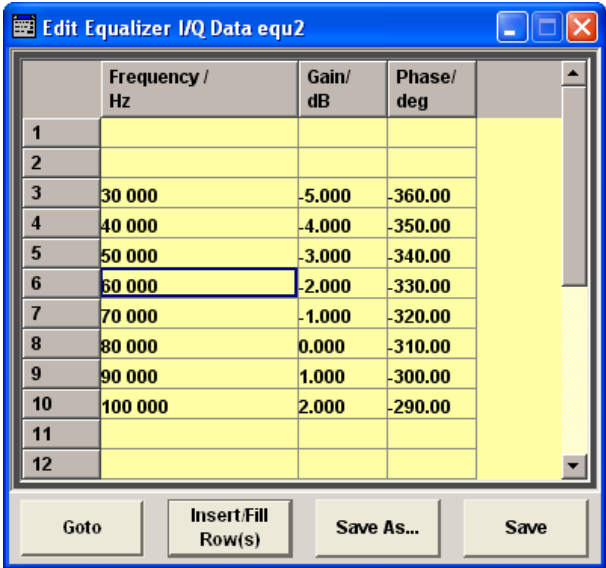 Edit Equalizer I/Q Data equ2
Frequency / Hz Gain/ dB Phase/ deg
1
2
3 30 000 -5.000 -360.00
4 40 000 -4.000 -350.00
5 50 000 -3.000 -340.00
6 60 000 -2.000 -330.00
7 70 000 -1.000 -320.00
8 80 000 0.000 -310.00
9 90 000 1.000 -300.00
10 100 000 2.000 -290.00
11
12
Goto Insert/Fill Row(s) Save As... Save